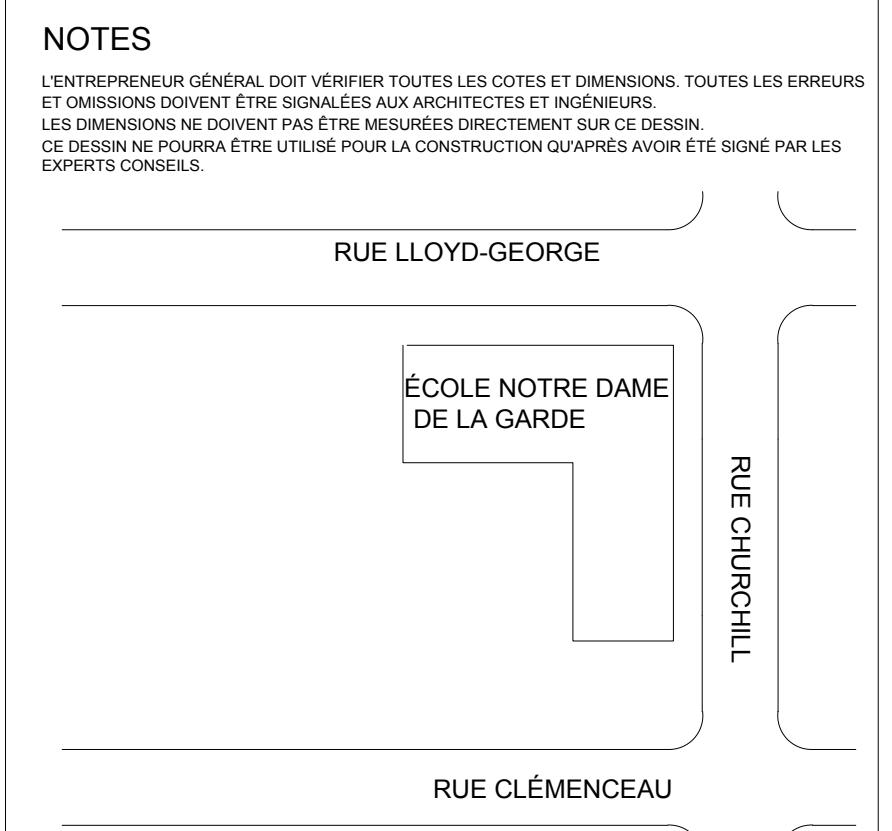 NOTES
L'ENTREPRENEUR GÉNÉRAL DOIT VÉRIFIER TOUTES LES COTES ET DIMENSIONS. TOUTES LES ERREURS
ET OMISSIONS DOIVENT ÊTRE SIGNALÉES AUX ARCHITECTES ET INGÉNIEURS.
LES DIMENSIONS NE DOIVENT PAS ÊTRE MESURÉES DIRECTEMENT SUR CE DESSIN.
CE DESSIN NE POURRA ÊTRE UTILISÉ POUR LA CONSTRUCTION QU'APRÈS AVOIR ÉTÉ SIGNÉ PAR LES
EXPERTS CONSEILS.
RUE LLOYD-GEORGE
ÉCOLE NOTRE DAME
DE LA GARDE
RUE CHURCHILL
RUE CLÉMENCEAU